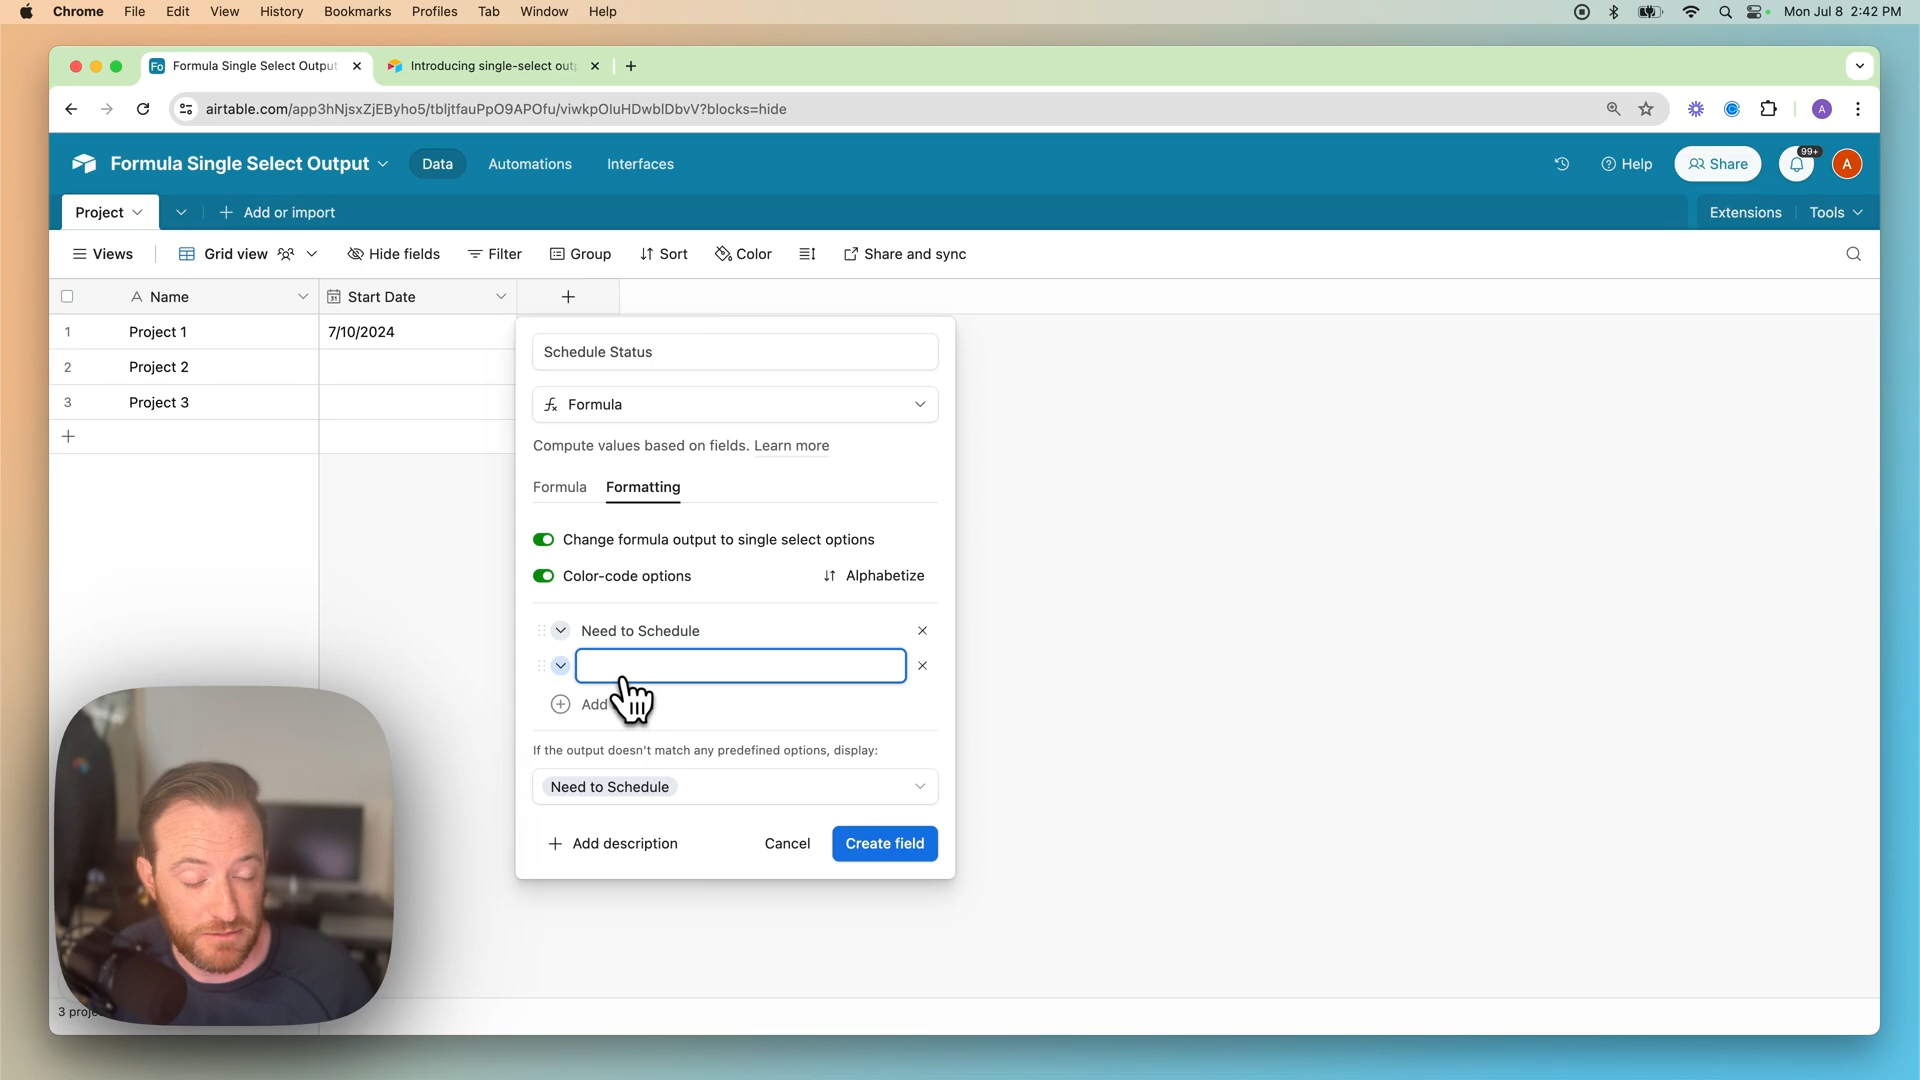 Chrome File Edit View History Bookmarks Profiles Tab Window Help Mon Jul 8 2:42 PM
Fo Formula Single Select Output Introducing single-select out
airtable.com/app3hNjsxZjEByho5/tbljtfauPpO9APOfu/viwkpOluHDwblDbvV?blocks=hide A
Formula Single Select Output Data Automations Interfaces Help Share 99+ A
Project Add or import Extensions Tools
Views Grid view Hide fields Filter Group Sort Color Share and sync
A Name 31 Start Date
1 Project 1 7/10/2024
2 Project 2
3 Project 3
Schedule Status
fx Formula
Compute values based on fields. Learn more
Formula Formatting
Change formula output to single select options
Color-code options Alphabetize
Need to Schedule
Add
If the output doesn't match any predefined options, display:
Need to Schedule
Add description Cancel Create field
3